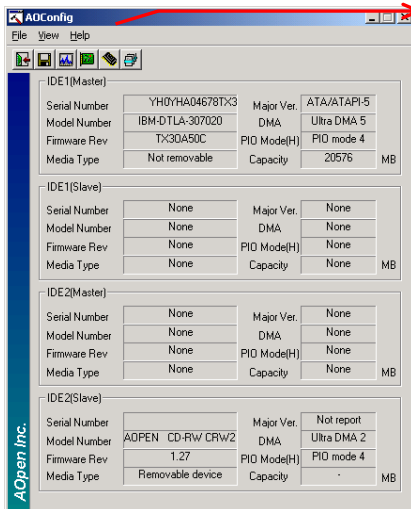 AOConfig
File View Help
IDE1(Master)
Serial Number YH0YHA04678TX3 Major Ver. ATA/ATAPI-5
Model Number IBM-DTLA-307020 DMA Ultra DMA 5
Firmware Rev TX3OA50C PIO Mode(H) PIO mode 4
Media Type Not removable Capacity 20576 MB
IDE1(Slave)
Serial Number None Major Ver. None
Model Number None DMA None
Firmware Rev None PIO Mode(H) None
Media Type None Capacity None MB
IDE2(Master)
Serial Number None Major Ver. None
Model Number None DMA None
Firmware Rev None PIO Mode(H) None
Media Type None Capacity None MB
IDE2(Slave)
Serial Number Major Ver. Not report
Model Number AOPEN CD-RW CRW2 DMA Ultra DMA 2
Firmware Rev 1.27 PIO Mode(H) PIO mode 4
Media Type Removable device Capacity - MB
AOpen Inc.